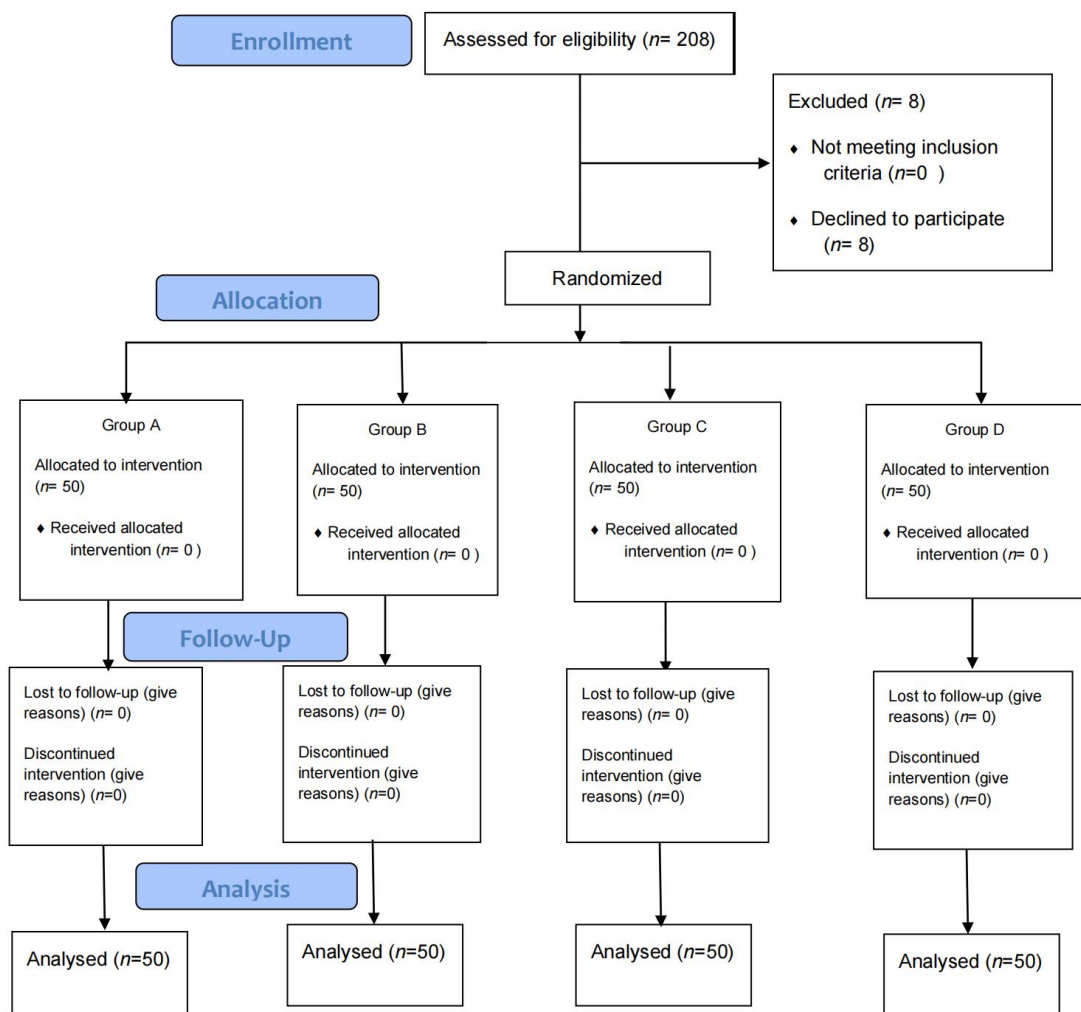 Enrollment
Assessed for eligibility (n= 208)
Excluded (n= 8)
♦ Not meeting inclusion
criteria (n=0 )
♦ Declined to participate
(n= 8)
Randomized
Allocation
Group A
Allocated to intervention
(n= 50)
♦ Received allocated
intervention (n= 0 )
Group B
Allocated to intervention
(n= 50)
♦ Received allocated
intervention (n= 0 )
Group C
Allocated to intervention
(n= 50)
♦ Received allocated
intervention (n= 0 )
Group D
Allocated to intervention
(n= 50)
♦ Received allocated
intervention (n= 0 )
Follow-Up
Lost to follow-up (give
reasons) (n= 0)
Discontinued
intervention (give
reasons) (n=0)
Lost to follow-up (give
reasons) (n= 0)
Discontinued
intervention (give
reasons) (n=0)
Lost to follow-up (give
reasons) (n= 0)
Discontinued
intervention (give
reasons) (n=0)
Lost to follow-up (give
reasons) (n= 0)
Discontinued
intervention (give
reasons) (n=0)
Analysis
Analysed (n=50)
Analysed (n=50)
Analysed (n=50)
Analysed (n=50)